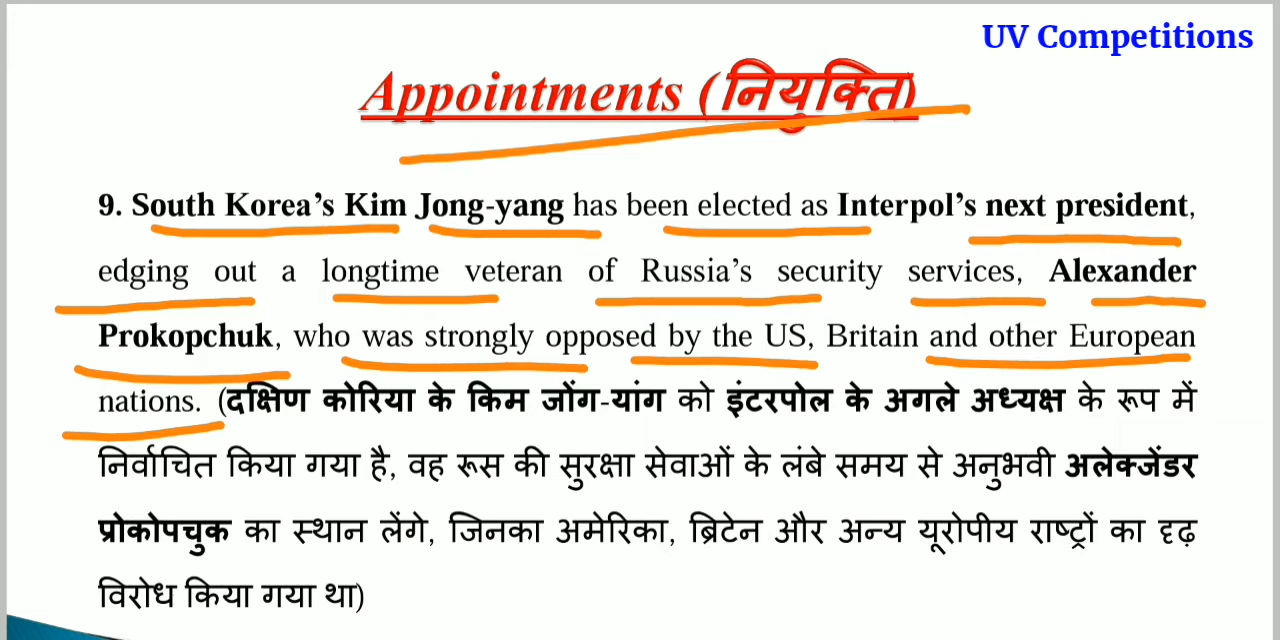 UV Competitions
Appointments (नियुक्ति)
9. South Korea’s Kim Jong-yang has been elected as Interpol’s next president,
edging out a longtime veteran of Russia’s security services, Alexander
Prokopchuk, who was strongly opposed by the US, Britain and other European
nations. (दक्षिण कोरिया के किम जोंग-यांग को इंटरपोल के अगले अध्यक्ष के रूप में
निर्वाचित किया गया है, वह रूस की सुरक्षा सेवाओं के लंबे समय से अनुभवी अलेक्जेंडर
प्रोकोपचुक का स्थान लेंगे, जिनका अमेरिका, ब्रिटेन और अन्य यूरोपीय राष्ट्रों का दृढ़
विरोध किया गया था)